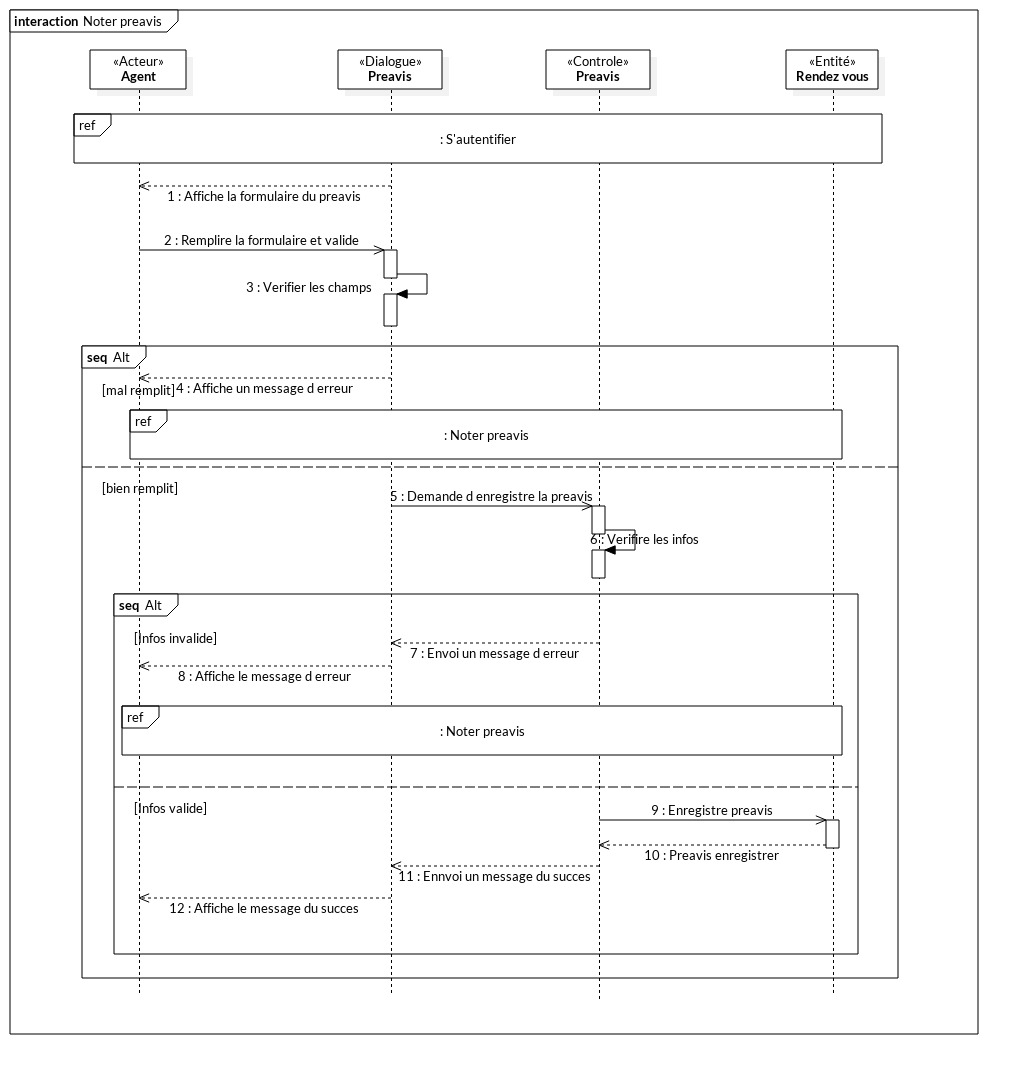 interaction Noter preavis
«Acteur»
Agent
«Dialogue»
Preavis
«Controle»
Preavis
«Entité»
Rendez vous
ref
: S'autentifier
1 : Affiche la formulaire du preavis
2 : Remplire la formulaire et valide
3 : Verifier les champs
seq Alt
[mal remplit]
4 : Affiche un message d erreur
ref
: Noter preavis
[bien remplit]
5 : Demande d enregistre la preavis
6 : Verifire les infos
seq Alt
[Infos invalide]
7 : Envoi un message d erreur
8 : Affiche le message d erreur
ref
: Noter preavis
[Infos valide]
9 : Enregistre preavis
10 : Preavis enregistrer
11 : Ennvoi un message du succes
12 : Affiche le message du succes